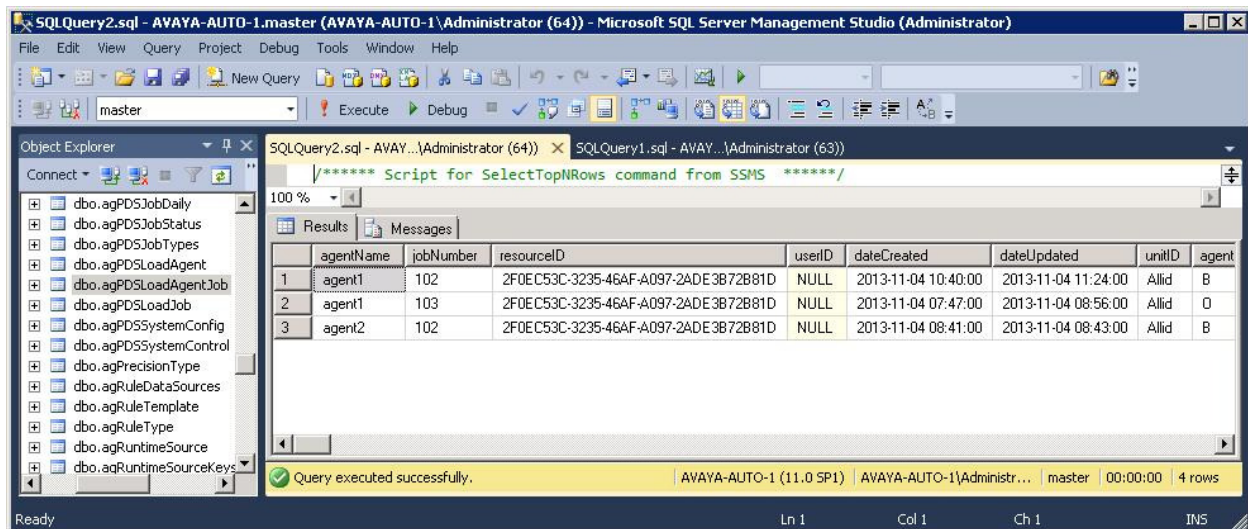 SQLQuery2.sql - AVAYA-AUTO-1.master (AVAYA-AUTO-1\Administrator (64)) - Microsoft SQL Server Management Studio (Administrator)
File Edit View Query Project Debug Tools Window Help
New Query
master Execute Debug
Object Explorer
Connect
dbo.agPDSJobDaily
dbo.agPDSJobStatus
dbo.agPDSJobTypes
dbo.agPDSLoadAgent
dbo.agPDSLoadAgentJob
dbo.agPDSLoadJob
dbo.agPDSSystemConfig
dbo.agPDSSystemControl
dbo.agPrecisionType
dbo.agRuleDataSources
dbo.agRuleTemplate
dbo.agRuleType
dbo.agRuntimeSource
dbo.agRuntimeSourceKeys
SQLQuery2.sql - AVAY...\Administrator (64)) SQLQuery1.sql - AVAY...\Administrator (63))
/****** Script for SelectTopNRows command from SSMS ******/
100 %
Results Messages
agentName jobNumber resourceID userID dateCreated dateUpdated unitID agent
1 agent1 102 2F0EC53C-3235-46AF-A097-2ADE3B72B81D NULL 2013-11-04 10:40:00 2013-11-04 11:24:00 Allid B
2 agent1 103 2F0EC53C-3235-46AF-A097-2ADE3B72B81D NULL 2013-11-04 07:47:00 2013-11-04 08:56:00 Allid O
3 agent2 102 2F0EC53C-3235-46AF-A097-2ADE3B72B81D NULL 2013-11-04 08:41:00 2013-11-04 08:43:00 Allid B
Query executed successfully. AVAYA-AUTO-1 (11.0 SP1) AVAYA-AUTO-1\Administr... master 00:00:00 4 rows
Ready Ln 1 Col 1 Ch 1 INS